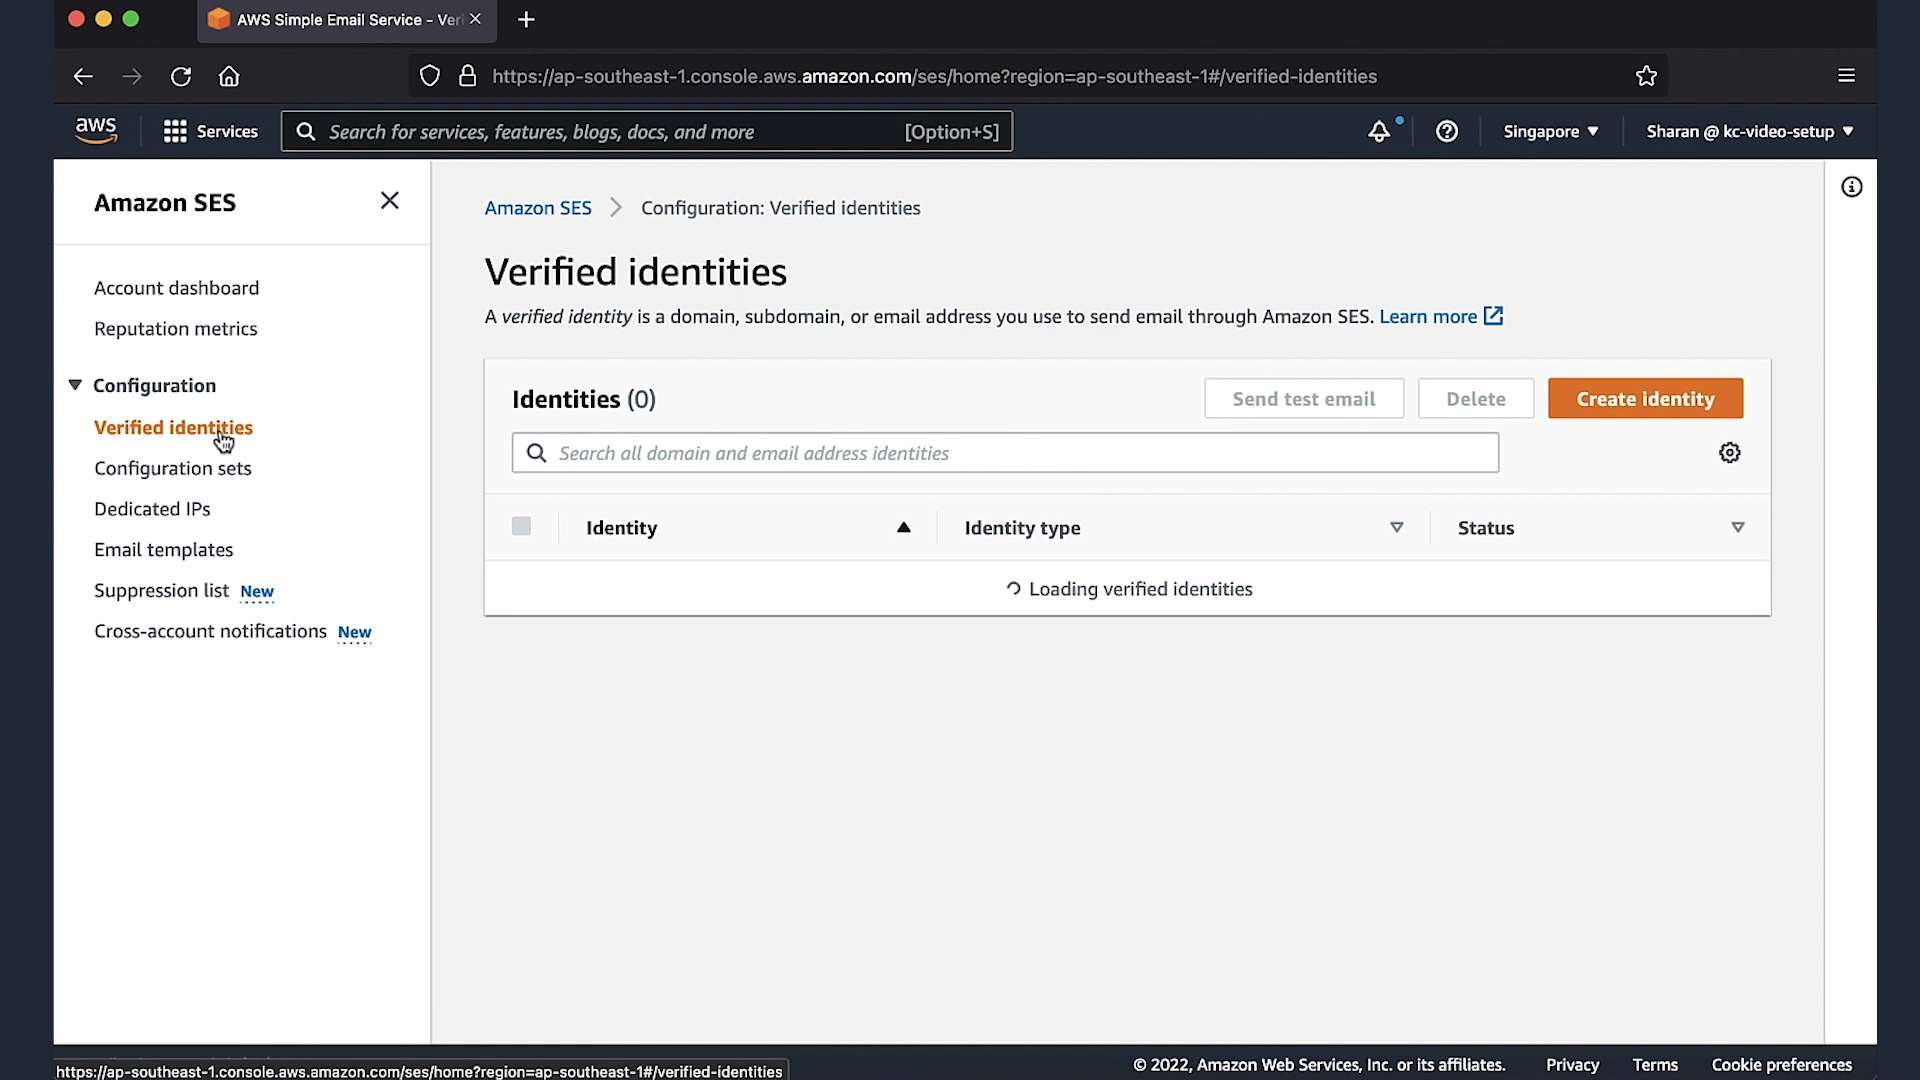 AWS Simple Email Service - Veri
https://ap-southeast-1.console.aws.amazon.com/ses/home?region=ap-southeast-1#/verified-identities
aws
Services
Search for services, features, blogs, docs, and more
[Option+S]
Singapore
Sharan @ kc-video-setup
Amazon SES
Account dashboard
Reputation metrics
Configuration
Verified identities
Configuration sets
Dedicated IPs
Email templates
Suppression list New
Cross-account notifications New
Amazon SES
Configuration: Verified identities
Verified identities
A verified identity is a domain, subdomain, or email address you use to send email through Amazon SES. Learn more
Identities (0)
Send test email
Delete
Create identity
Search all domain and email address identities
Identity
Identity type
Status
Loading verified identities
https://ap-southeast-1.console.aws.amazon.com/ses/home?region=ap-southeast-1#/verified-identities
© 2022, Amazon Web Services, Inc. or its affiliates.
Privacy
Terms
Cookie preferences